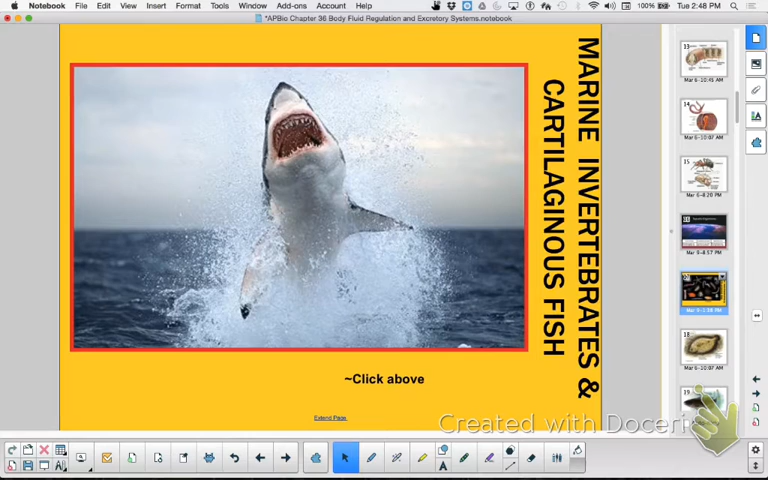 Notebook File Edit View Insert Format Tools Window Add-ons Account Help 100% Tue 2:48 PM
*APBio Chapter 36 Body Fluid Regulation and Excretory Systems.notebook
MARINE INVERTEBRATES &
CARTILAGINOUS FISH
~Click above
Extend Page
13
Mar 6-10:45 AM
14
Mar 6-10:07 AM
15
Mar 6-8:20 PM
16
Mar 9-8:57 PM
Mar 9-1:58 PM
18
Mar 6-10:07 AM
19
Created with Doceri